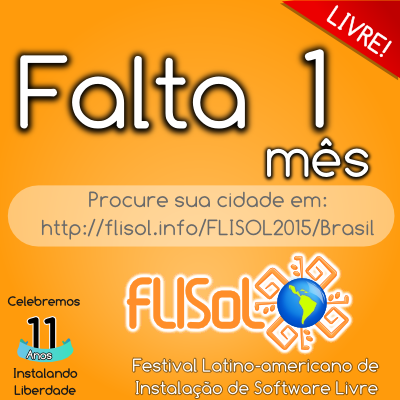 LIVRE!
Falta 1
mês
Procure sua cidade em:
http://flisol.info/FLISOL2015/Brasil
Celebremos
11
Anos
Instalando
Liberdade
FLISoL
Festival Latino-americano de
Instalação de Software Livre